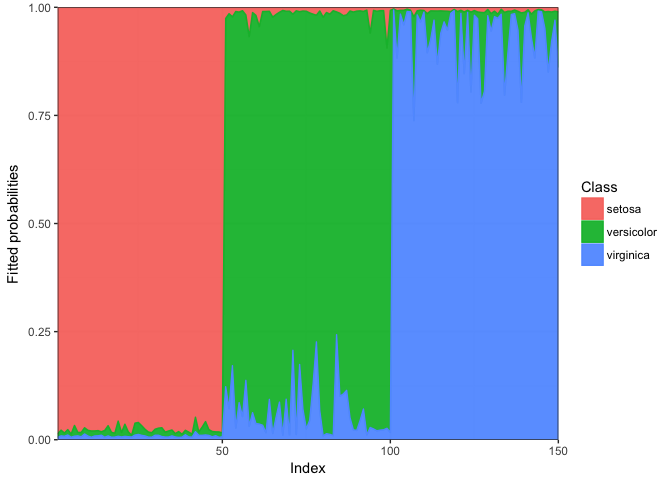 1.00
0.75
0.50
0.25
0.00
Fitted probabilities
50
100
150
Index
Class
setosa
versicolor
virginica